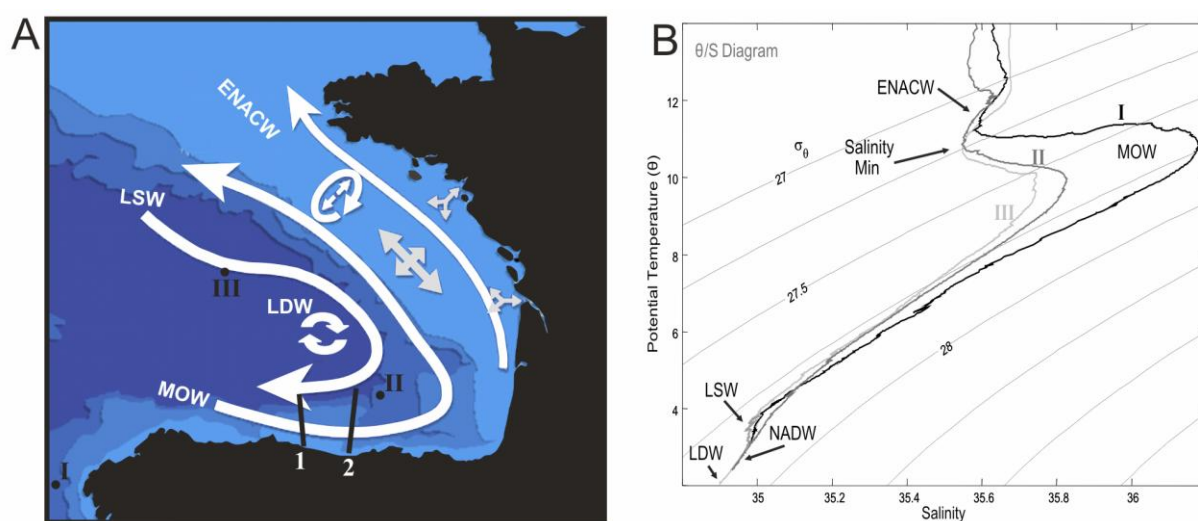 A
ENACW
LSW
III
LDW
MOW
II
I
1
2
B
θ/S Diagram
ENACW
I
MOW
Salinity
Min
σθ
27
II
III
27.5
28
LSW
NADW
LDW
12
10
8
6
4
Potential Temperature (θ)
35
35.2
35.4
35.6
35.8
36
Salinity